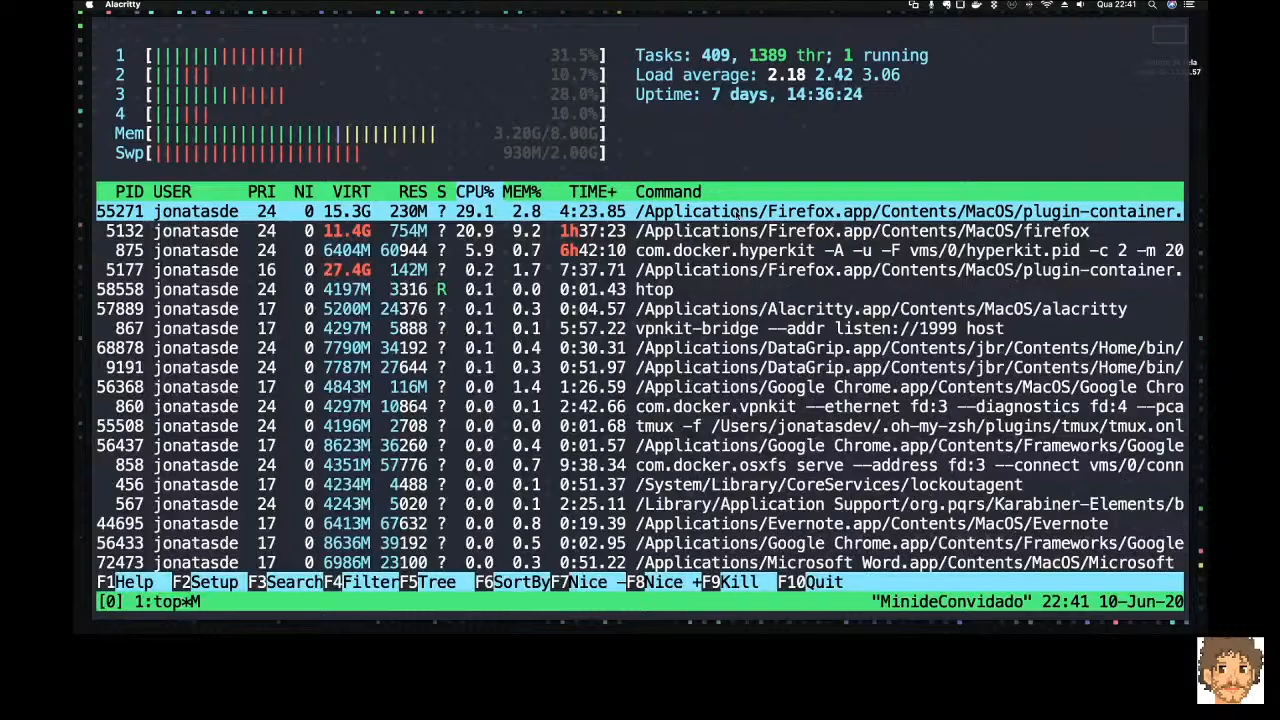 Alacritty Qua 22:41
1 [||||||||||||||||| 31.5%] Tasks: 409, 1389 thr; 1 running
2 [|||||| 10.7%] Load average: 2.18 2.42 3.06
3 [|||||||||||||| 28.0%] Uptime: 7 days, 14:36:24
4 [|||||| 10.0%]
Mem[|||||||||||||||||||||||||||||| 3.20G/8.00G]
Swp[|||||||||||||||||||||| 930M/2.00G]
PID USER PRI NI VIRT RES S CPU% MEM% TIME+ Command
55271 jonatasde 24 0 15.3G 230M ? 29.1 2.8 4:23.85 /Applications/Firefox.app/Contents/MacOS/plugin-container.
5132 jonatasde 24 0 11.4G 754M ? 20.9 9.2 1h37:23 /Applications/Firefox.app/Contents/MacOS/firefox
875 jonatasde 24 0 6404M 60944 ? 5.9 0.7 6h42:10 com.docker.hyperkit -A -u -F vms/0/hyperkit.pid -c 2 -m 20
5177 jonatasde 16 0 27.4G 142M ? 0.2 1.7 7:37.71 /Applications/Firefox.app/Contents/MacOS/plugin-container.
58558 jonatasde 24 0 4197M 3316 R 0.1 0.0 0:01.43 htop
57889 jonatasde 17 0 5200M 24376 ? 0.1 0.3 0:04.57 /Applications/Alacritty.app/Contents/MacOS/alacritty
867 jonatasde 17 0 4297M 5888 ? 0.1 0.1 5:57.22 vpnkit-bridge --addr listen://1999 host
68878 jonatasde 24 0 7790M 34192 ? 0.1 0.4 0:30.31 /Applications/DataGrip.app/Contents/jbr/Contents/Home/bin/
9191 jonatasde 24 0 7787M 27644 ? 0.1 0.3 0:51.97 /Applications/DataGrip.app/Contents/jbr/Contents/Home/bin/
56368 jonatasde 17 0 4843M 116M ? 0.0 1.4 1:26.59 /Applications/Google Chrome.app/Contents/MacOS/Google Chro
860 jonatasde 24 0 4297M 10864 ? 0.0 0.1 2:42.66 com.docker.vpnkit --ethernet fd:3 --diagnostics fd:4 --pca
55508 jonatasde 24 0 4196M 2708 ? 0.0 0.0 0:01.68 tmux -f /Users/jonatasdev/.oh-my-zsh/plugins/tmux/tmux.onl
56437 jonatasde 17 0 8623M 36260 ? 0.0 0.4 0:01.57 /Applications/Google Chrome.app/Contents/Frameworks/Google
858 jonatasde 24 0 4351M 57776 ? 0.0 0.7 9:38.34 com.docker.osxfs serve --address fd:3 --connect vms/0/conn
456 jonatasde 17 0 4234M 4488 ? 0.0 0.1 0:51.37 /System/Library/CoreServices/lockoutagent
567 jonatasde 24 0 4243M 5020 ? 0.0 0.1 2:25.11 /Library/Application Support/org.pqrs/Karabiner-Elements/b
44695 jonatasde 17 0 6413M 67632 ? 0.0 0.8 0:19.39 /Applications/Evernote.app/Contents/MacOS/Evernote
56433 jonatasde 17 0 8636M 39192 ? 0.0 0.5 0:02.95 /Applications/Google Chrome.app/Contents/Frameworks/Google
72473 jonatasde 17 0 6986M 23100 ? 0.0 0.3 0:51.22 /Applications/Microsoft Word.app/Contents/MacOS/Microsoft
F1Help F2Setup F3SearchF4FilterF5Tree F6SortByF7Nice -F8Nice +F9Kill F10Quit
[0] 1:top*M "MinideConvidado" 22:41 10-Jun-20